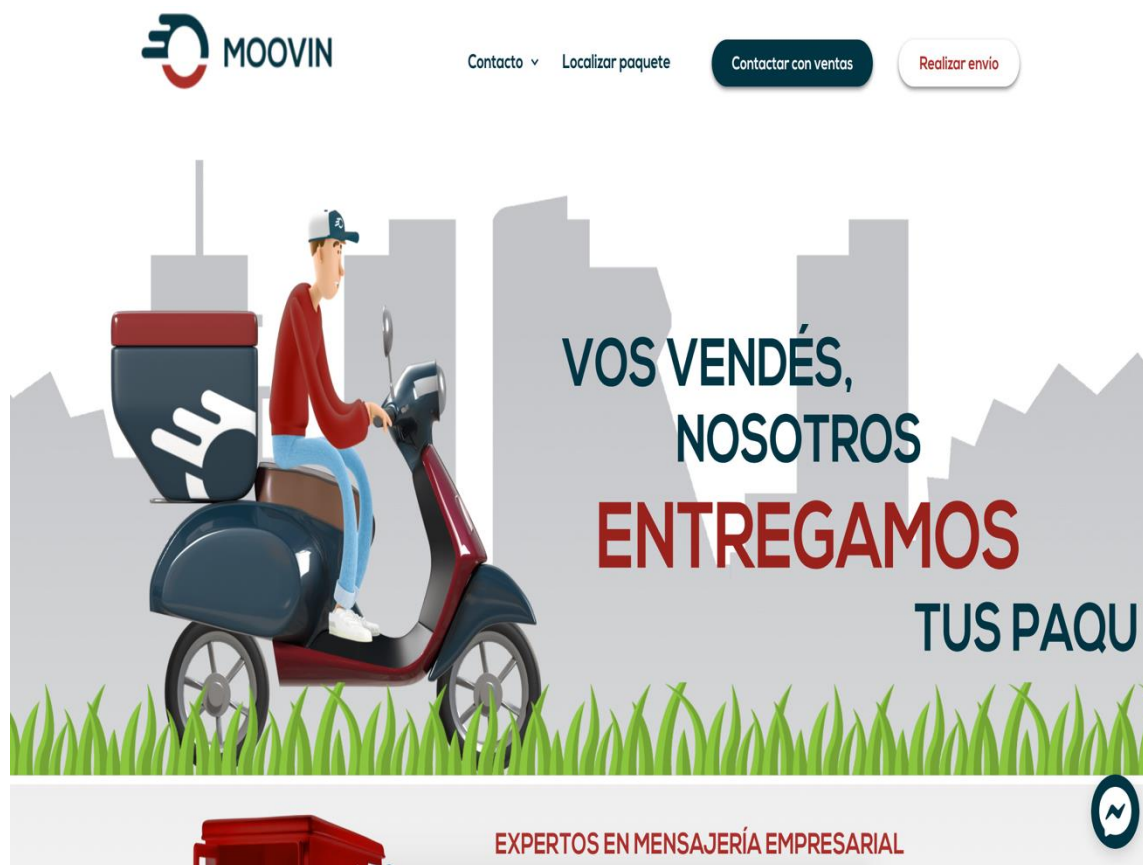 MOOVIN
Contacto Localizar paquete Contactar con ventas Realizar envío
VOS VENDÉS,
NOSOTROS
ENTREGAMOS
TUS PAQU
EXPERTOS EN MENSAJERÍA EMPRESARIAL